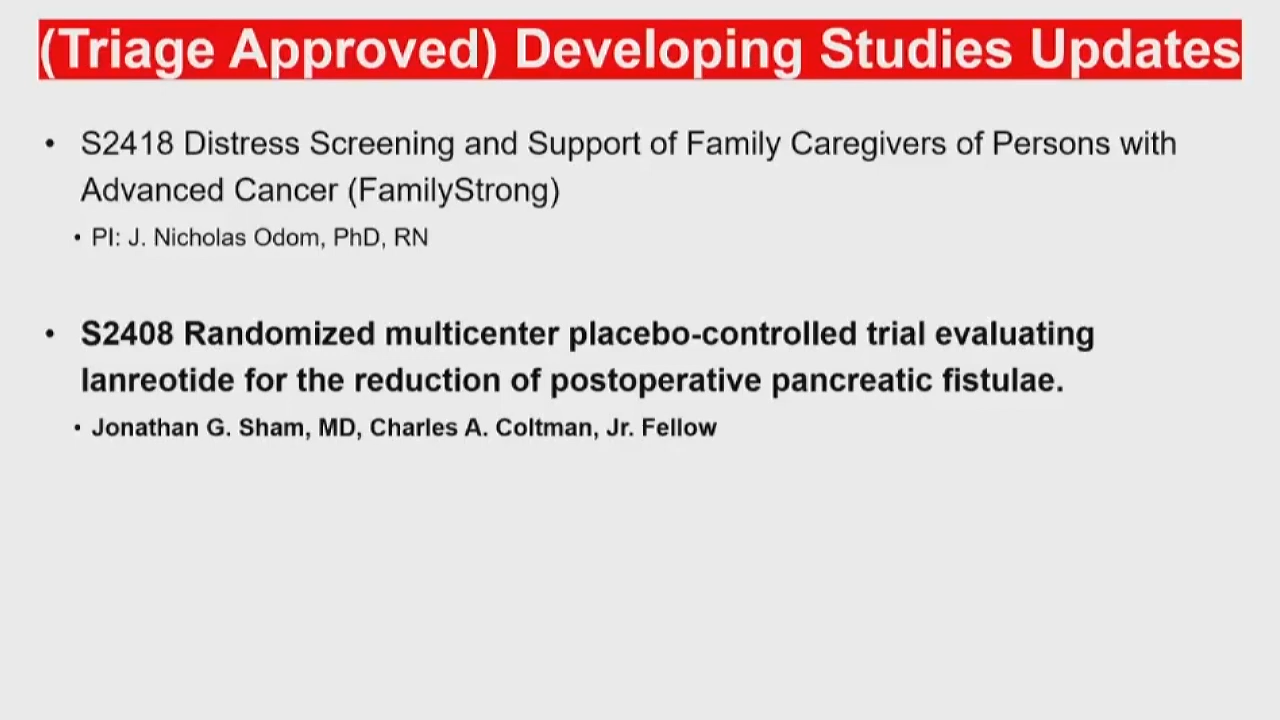 (Triage Approved) Developing Studies Updates
• S2418 Distress Screening and Support of Family Caregivers of Persons with
Advanced Cancer (FamilyStrong)
• PI: J. Nicholas Odom, PhD, RN
• S2408 Randomized multicenter placebo-controlled trial evaluating
lanreotide for the reduction of postoperative pancreatic fistulae.
• Jonathan G. Sham, MD, Charles A. Coltman, Jr. Fellow